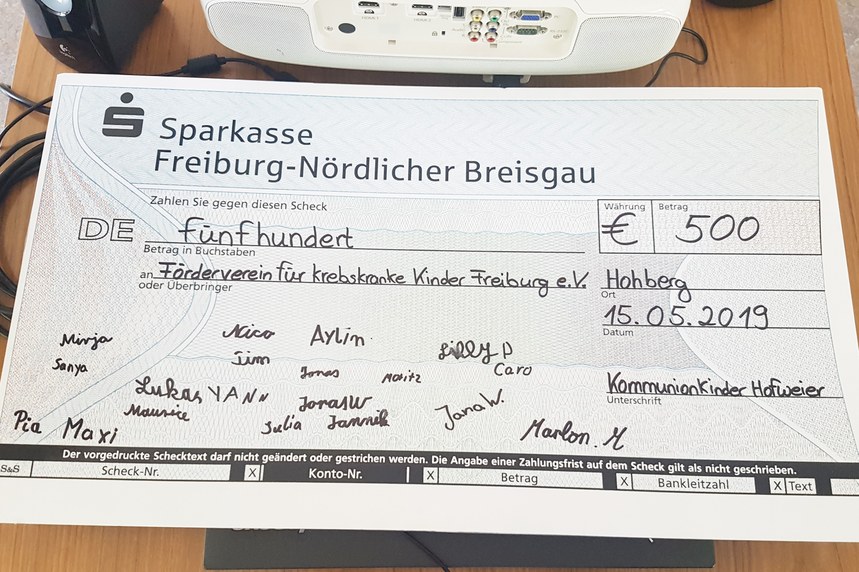 Sparkasse
Freiburg-Nördlicher Breisgau
Zahlen Sie gegen diesen Scheck
Währung Betrag
DE fünfhundert € 500
Betrag in Buchstaben
an Förderverein für krebskranke Kinder Freiburg e.V. Hohberg
oder Überbringer Ort
15.05.2019
Datum
Mirja Nico Aylin Lilly P
Sanya Tim Jonas Moritz Caro
Kommunionkinder Hofweier
Unterschrift
Lukas YANN Jonas W Jana W.
Maurice Julia Jannik
Pia Maxi Marlon. M
Der vorgedruckte Schecktext darf nicht geändert oder gestrichen werden. Die Angabe einer Zahlungsfrist auf dem Scheck gilt als nicht geschrieben.
S&S Scheck-Nr. X Konto-Nr. X Betrag X Bankleitzahl X Text